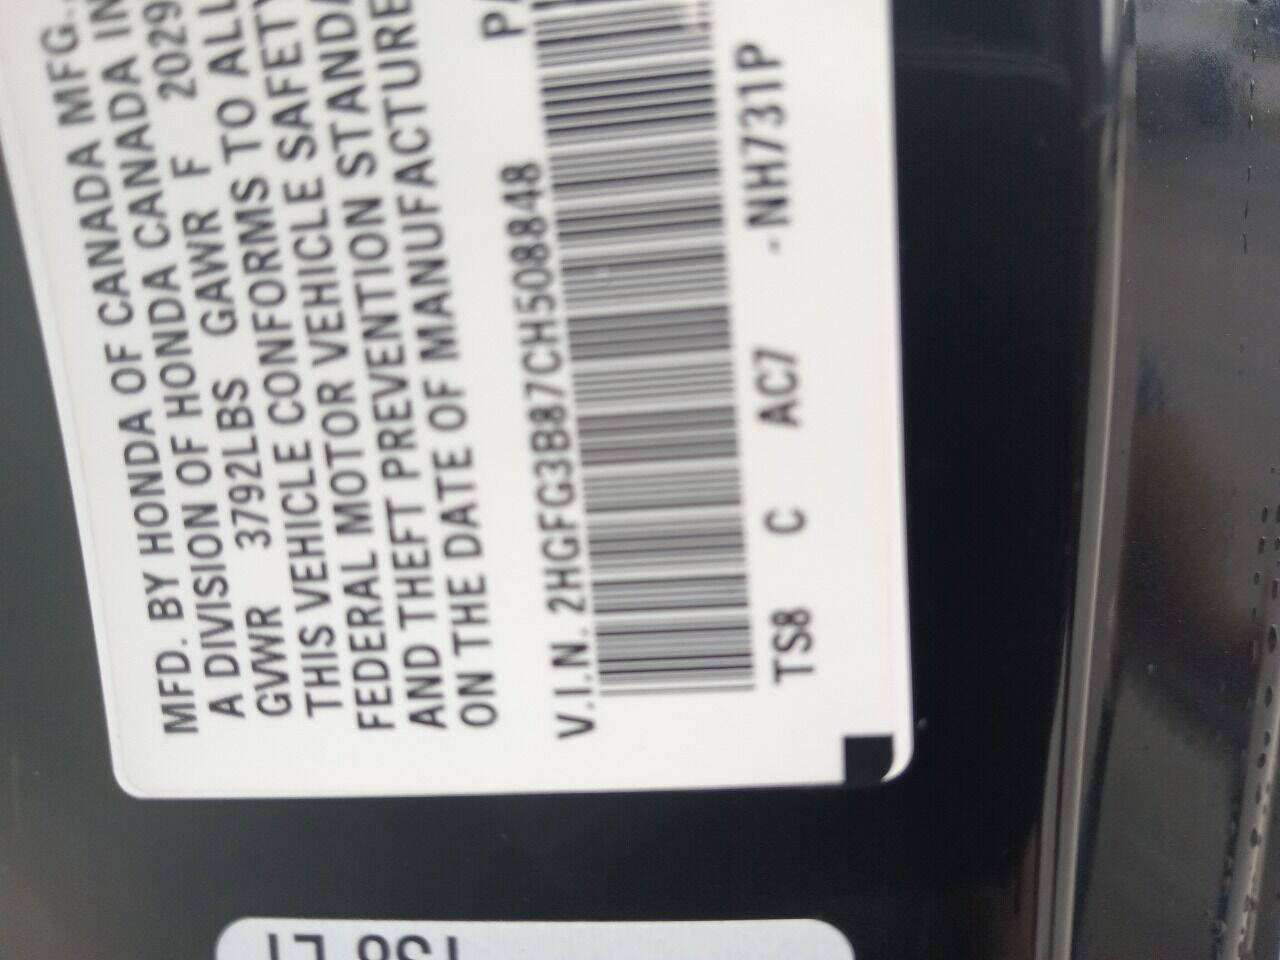 MFD. BY HONDA OF CANADA MFG.,
A DIVISION OF HONDA CANADA IN
GVWR 3792LBS GAWR F 2029
THIS VEHICLE CONFORMS TO ALL
FEDERAL MOTOR VEHICLE SAFETY
AND THEFT PREVENTION STANDA
ON THE DATE OF MANUFACTURE
V.I.N. 2HGFG3B87CH508848 PA
TS8 C AC7 -NH731P